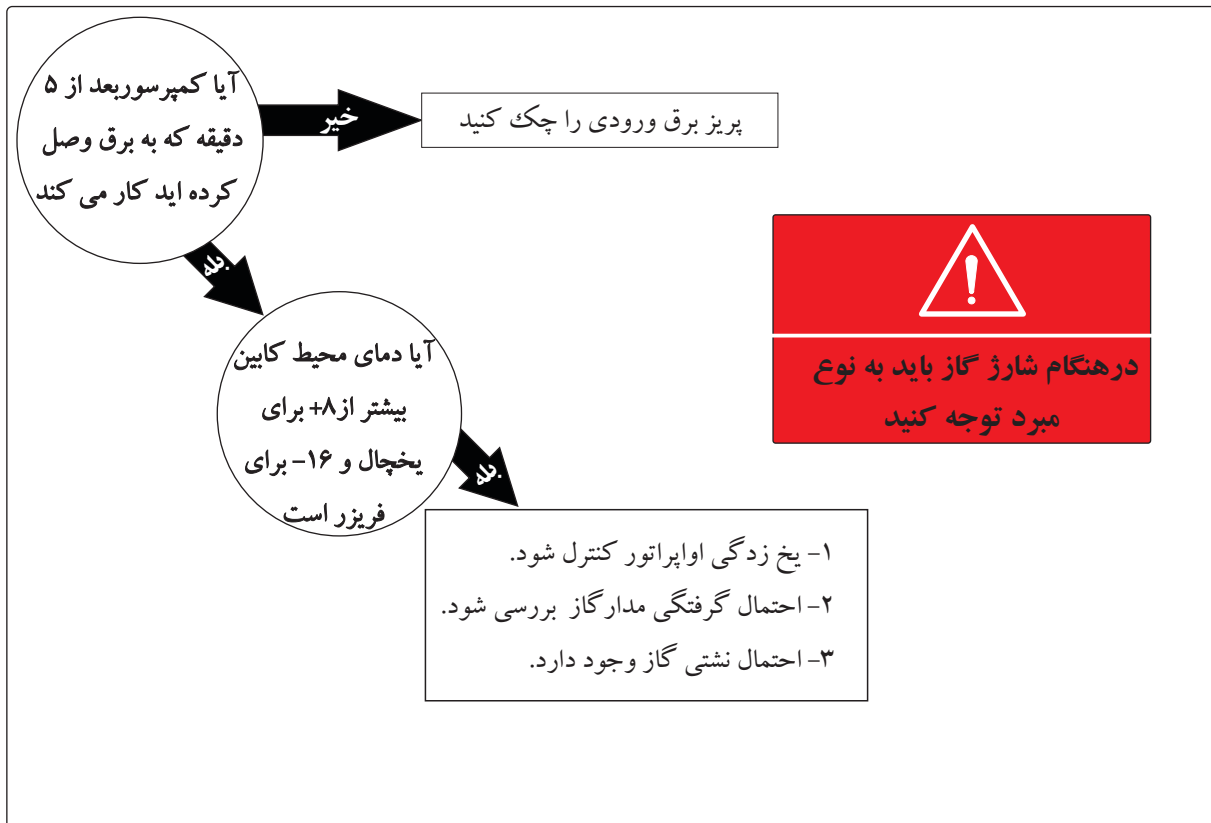 آیا کمپرسوربعد از ۵
دقیقه که به برق وصل
کرده اید کار می کند
خیر
پریز برق ورودی را چک کنید
بله
آیا دمای محیط کابین
بیشتر از۸+ برای
یخچال و ۱۶- برای
فریزر است
بله
۱- یخ زدگی اواپراتور کنترل شود.
۲- احتمال گرفتگی مدارگاز بررسی شود.
۳- احتمال نشتی گاز وجود دارد.
درهنگام شارژ گاز باید به نوع
مبرد توجه کنید